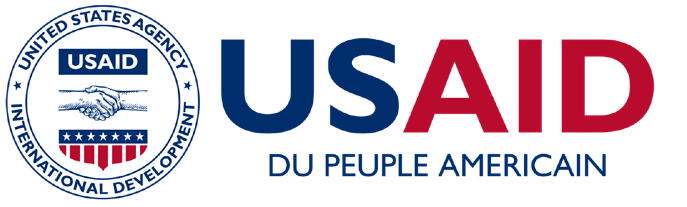 UNITED STATES AGENCY
USAID
INTERNATIONAL DEVELOPMENT
USAID
DU PEUPLE AMERICAIN